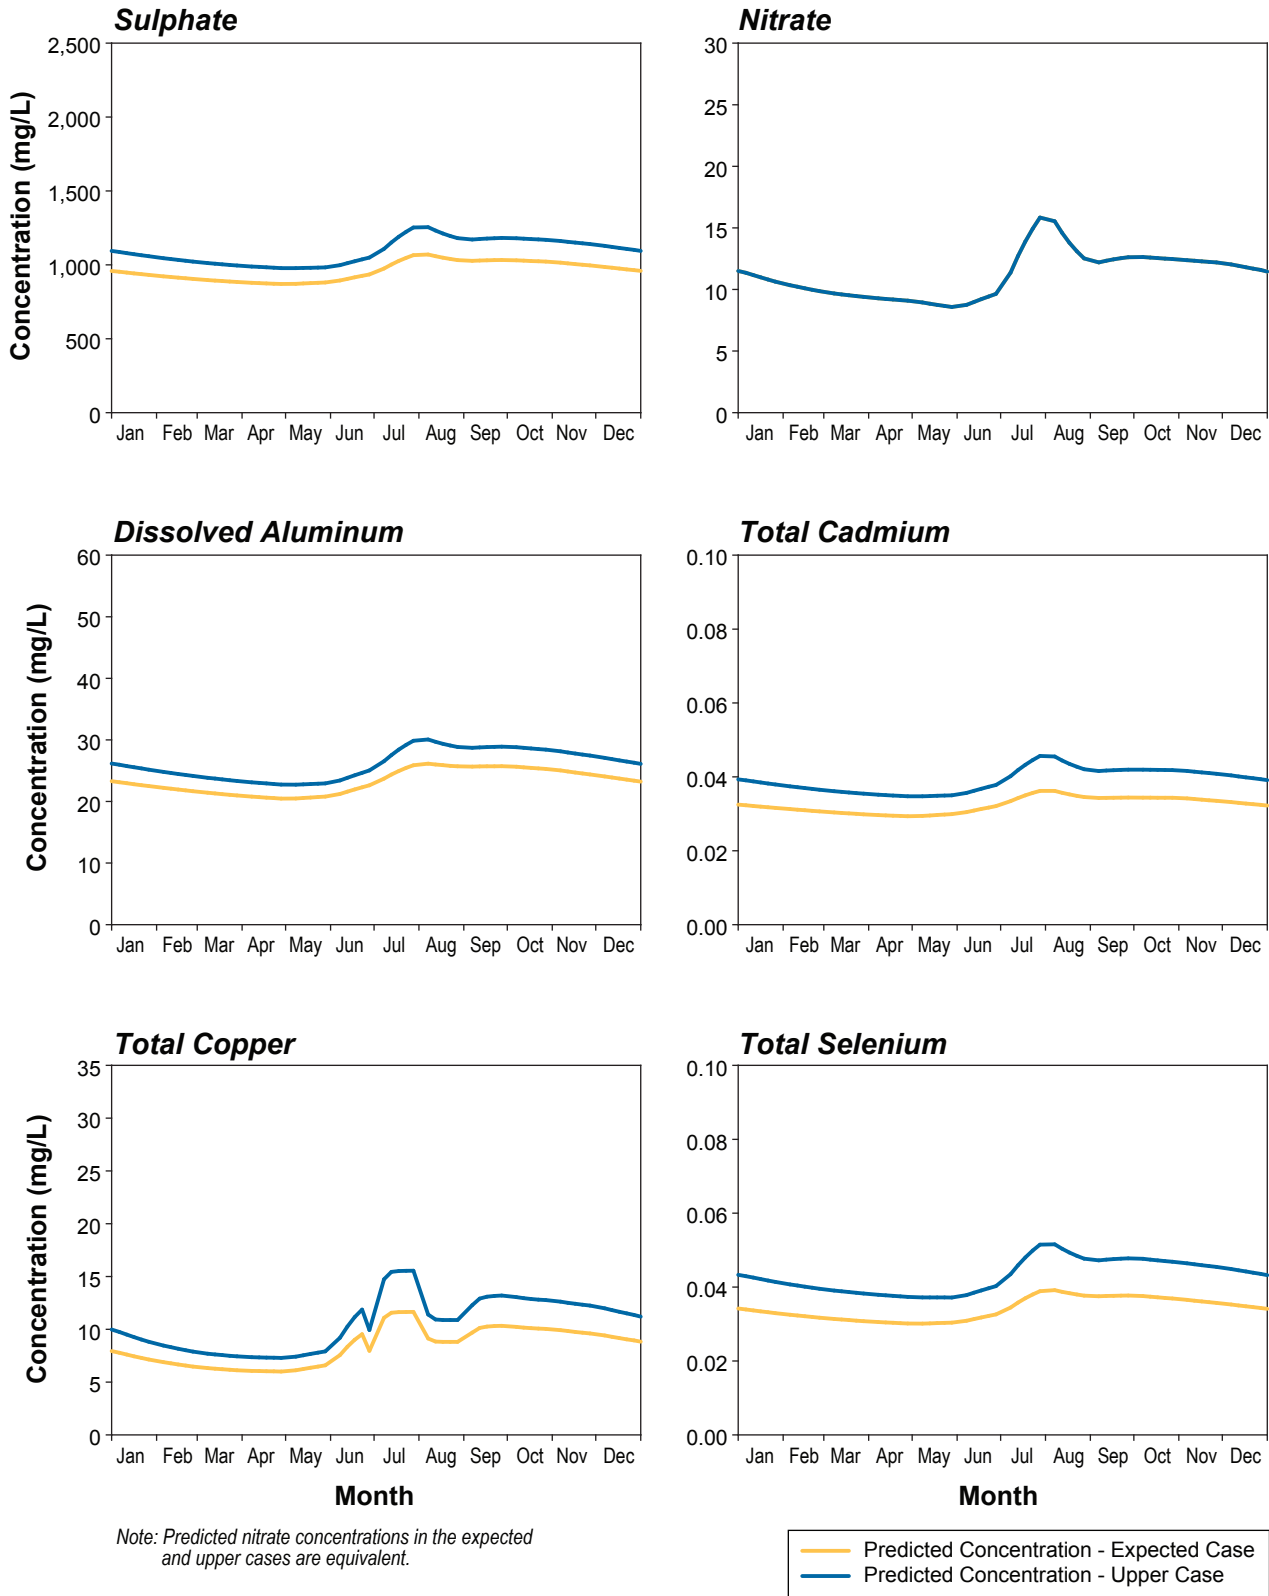 Sulphate
Concentration (mg/L)
2,500
2,000
1,500
1,000
500
0
Jan Feb Mar Apr May Jun Jul Aug Sep Oct Nov Dec
Nitrate
30
25
20
15
10
5
0
Jan Feb Mar Apr May Jun Jul Aug Sep Oct Nov Dec
Dissolved Aluminum
Concentration (mg/L)
60
50
40
30
20
10
0
Jan Feb Mar Apr May Jun Jul Aug Sep Oct Nov Dec
Total Cadmium
0.10
0.08
0.06
0.04
0.02
0.00
Jan Feb Mar Apr May Jun Jul Aug Sep Oct Nov Dec
Total Copper
Concentration (mg/L)
35
30
25
20
15
10
5
0
Jan Feb Mar Apr May Jun Jul Aug Sep Oct Nov Dec
Month
Total Selenium
0.10
0.08
0.06
0.04
0.02
0.00
Jan Feb Mar Apr May Jun Jul Aug Sep Oct Nov Dec
Month
Note: Predicted nitrate concentrations in the expected
and upper cases are equivalent.
Predicted Concentration - Expected Case
Predicted Concentration - Upper Case